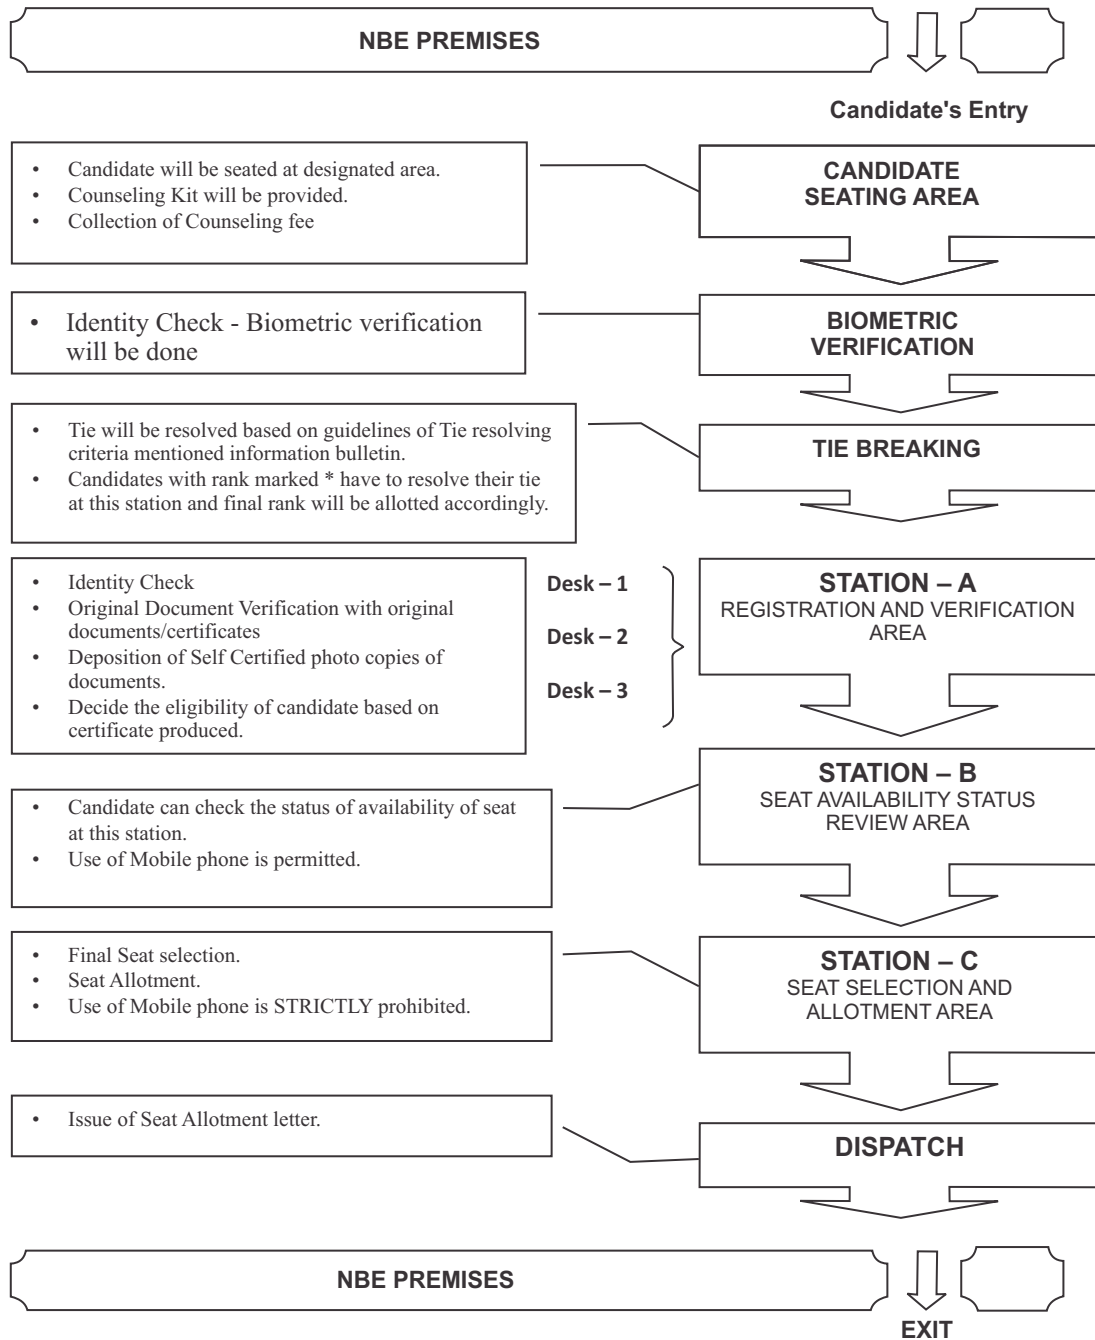 NBE PREMISES
Candidate's Entry
• Candidate will be seated at designated area.
• Counseling Kit will be provided.
• Collection of Counseling fee
CANDIDATE
SEATING AREA
• Identity Check - Biometric verification
will be done
BIOMETRIC
VERIFICATION
• Tie will be resolved based on guidelines of Tie resolving
criteria mentioned information bulletin.
• Candidates with rank marked * have to resolve their tie
at this station and final rank will be allotted accordingly.
TIE BREAKING
• Identity Check
• Original Document Verification with original
documents/certificates
• Deposition of Self Certified photo copies of
documents.
• Decide the eligibility of candidate based on
certificate produced.
Desk – 1
Desk – 2
Desk – 3
STATION – A
REGISTRATION AND VERIFICATION
AREA
• Candidate can check the status of availability of seat
at this station.
• Use of Mobile phone is permitted.
STATION – B
SEAT AVAILABILITY STATUS
REVIEW AREA
• Final Seat selection.
• Seat Allotment.
• Use of Mobile phone is STRICTLY prohibited.
STATION – C
SEAT SELECTION AND
ALLOTMENT AREA
• Issue of Seat Allotment letter.
DISPATCH
NBE PREMISES
EXIT